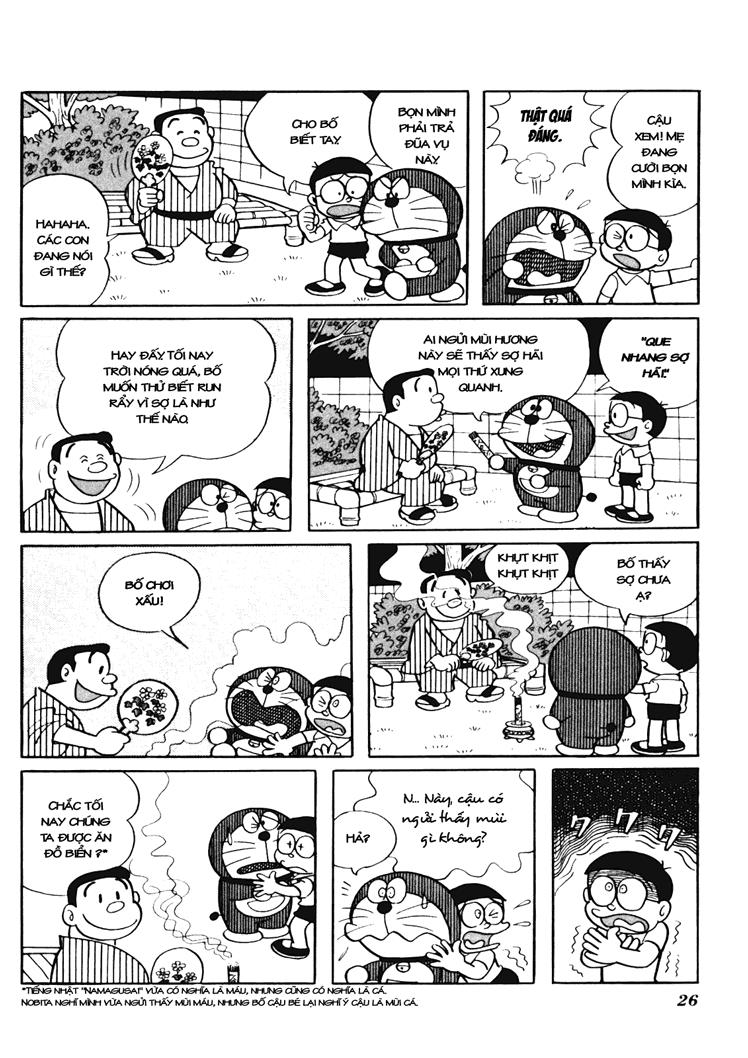 BỌN MÌNH
PHẢI TRẢ
ĐŨA VỤ
NÀY.
CHO BỐ
BIẾT TAY.
HAHAHA.
CÁC CON
ĐANG NÓI
GÌ THẾ?
CẬU
XEM! MẸ
ĐANG
CƯỜI BỌN
MÌNH KÌA.
THẬT QUÁ
ĐÁNG.
HAY ĐẤY. TỐI NAY
TRỜI NÓNG QUÁ, BỐ
MUỐN THỬ BIẾT RUN
RẨY VÌ SỢ LÀ NHƯ
THẾ NÀO.
"QUE
NHANG SỢ
HÃI."
AI NGỬI MÙI HƯƠNG
NÀY SẼ THẤY SỢ HÃI
MỌI THỨ XUNG
QUANH.
BỐ CHƠI
XẤU!
KHỤT KHỊT
KHỤT KHỊT
BỐ THẤY
SỢ CHƯA
Ạ?
CHẮC TỐI
NAY CHÚNG
TA ĐƯỢC ĂN
ĐỒ BIỂN ?*
N... Này, cậu có
ngửi thấy mùi
gì không?
HẢ?
クククク
*TIẾNG NHẬT "NAMAGUSAI" VỪA CÓ NGHĨA LÀ MÁU, NHƯNG CŨNG CÓ NGHĨA LÀ CÁ.
NOBITA NGHĨ MÌNH VỪA NGỬI THẤY MÙI MÁU, NHƯNG BỐ CẬU BÉ LẠI NGHĨ Ý CẬU LÀ MÙI CÁ.
26